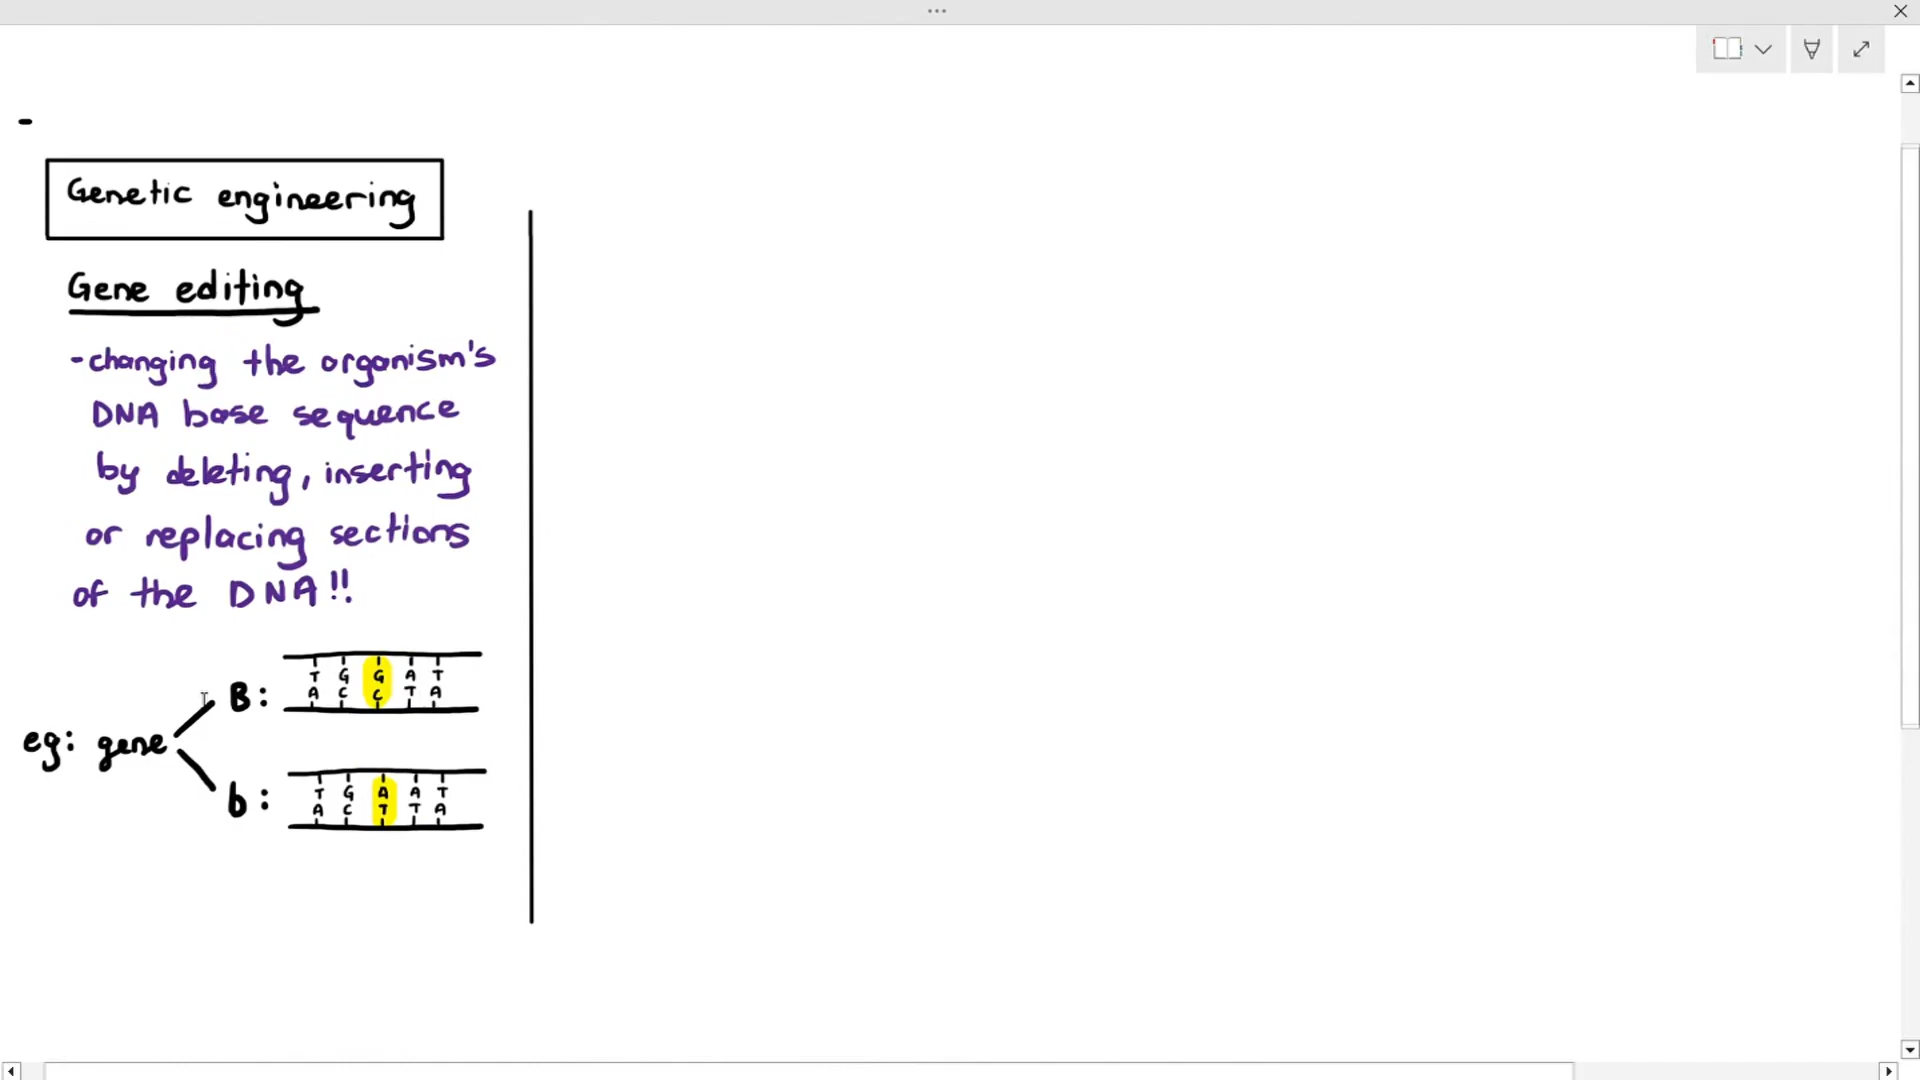 -
Genetic engineering
Gene editing
-changing the organism's
DNA base sequence
by deleting, inserting
or replacing sections
of the DNA!!
T G G A T
B:
A C C T A
eg: gene
T G A A T
b:
A C T T A